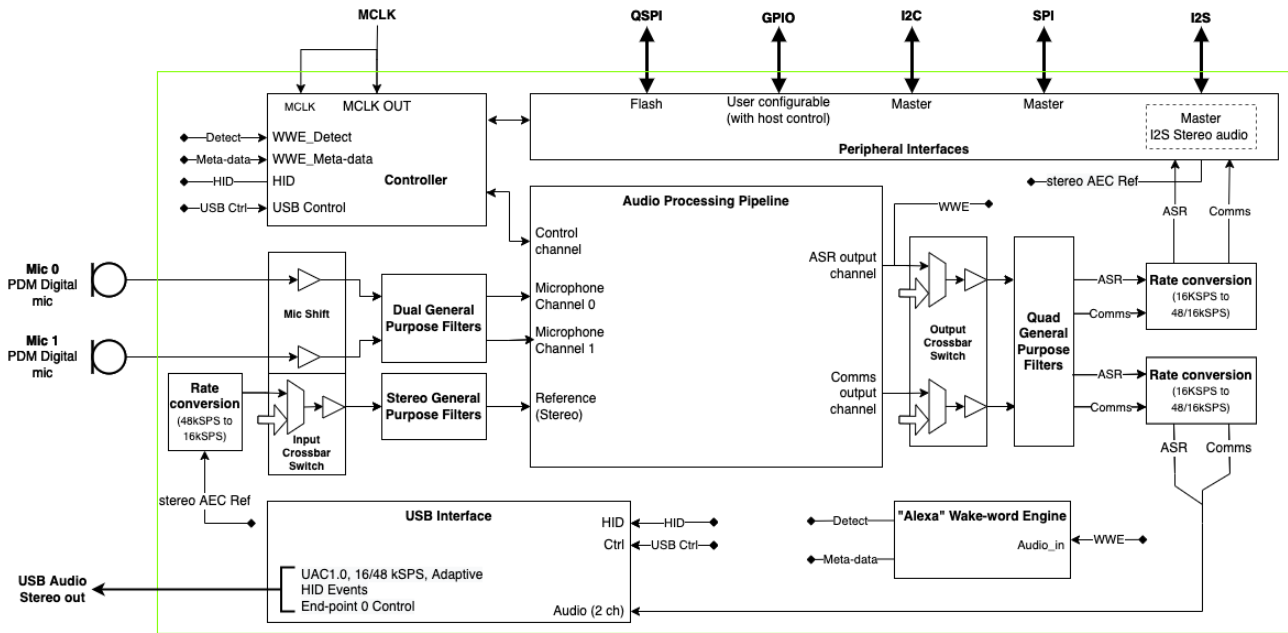 MCLK
QSPI
GPIO
I2C
SPI
I2S
MCLK
MCLK OUT
Detect
WWE_Detect
Meta-data
WWE_Meta-data
HID
HID
Controller
USB Ctrl
USB Control
Flash
User configurable
(with host control)
Master
Master
Master
I2S Stereo audio
Peripheral Interfaces
stereo AEC Ref
ASR
Comms
Audio Processing Pipeline
WWE
Control
channel
ASR output
channel
Microphone
Channel 0
Microphone
Channel 1
Comms
output
channel
Reference
(Stereo)
Mic 0
PDM Digital
mic
Mic 1
PDM Digital
mic
Mic Shift
Dual General
Purpose Filters
Rate
conversion
(48kSPS to
16kSPS)
Input
Crossbar
Switch
Stereo General
Purpose Filters
Output
Crossbar
Switch
Quad
General
Purpose
Filters
ASR
Comms
Rate conversion
(16KSPS to
48/16kSPS)
ASR
Comms
Rate conversion
(16KSPS to
48/16kSPS)
ASR
Comms
stereo AEC Ref
USB Interface
HID
HID
Ctrl
USB Ctrl
UAC1.0, 16/48 kSPS, Adaptive
HID Events
End-point 0 Control
Audio (2 ch)
USB Audio
Stereo out
"Alexa" Wake-word Engine
Detect
Meta-data
Audio_in
WWE